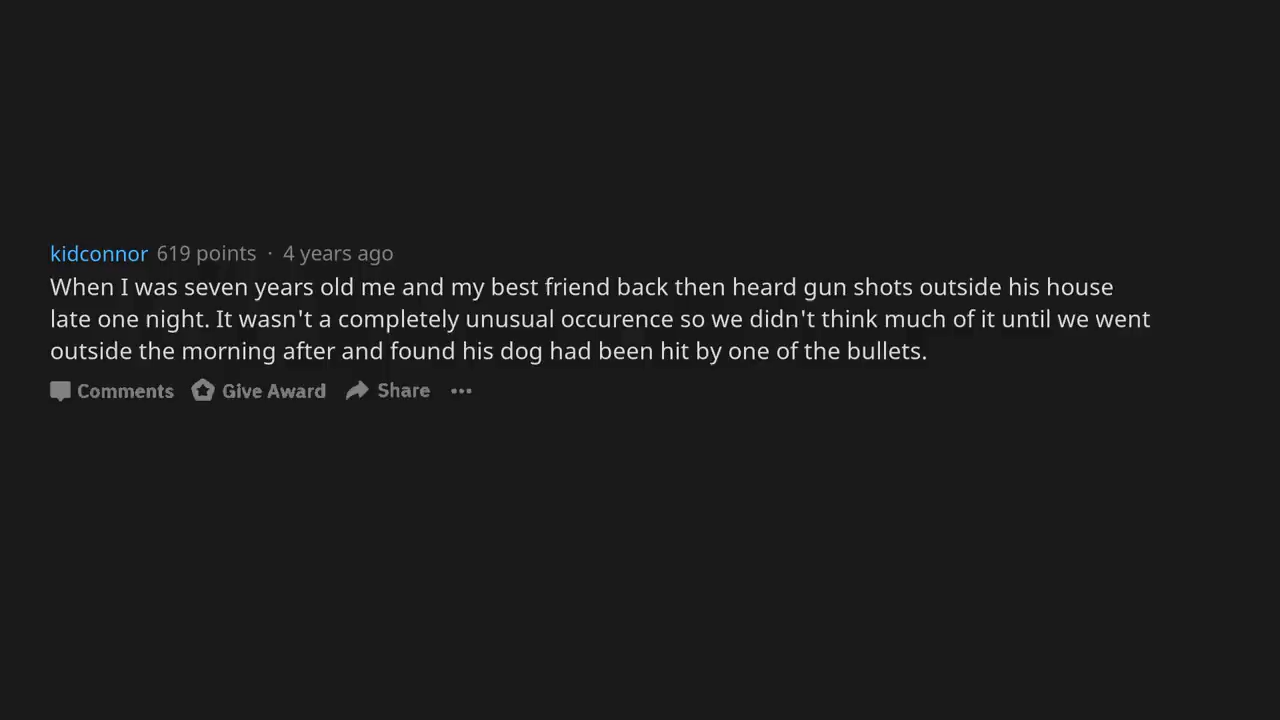 kidconnor 619 points · 4 years ago
When I was seven years old me and my best friend back then heard gun shots outside his house
late one night. It wasn't a completely unusual occurence so we didn't think much of it until we went
outside the morning after and found his dog had been hit by one of the bullets.
Comments Give Award Share ···